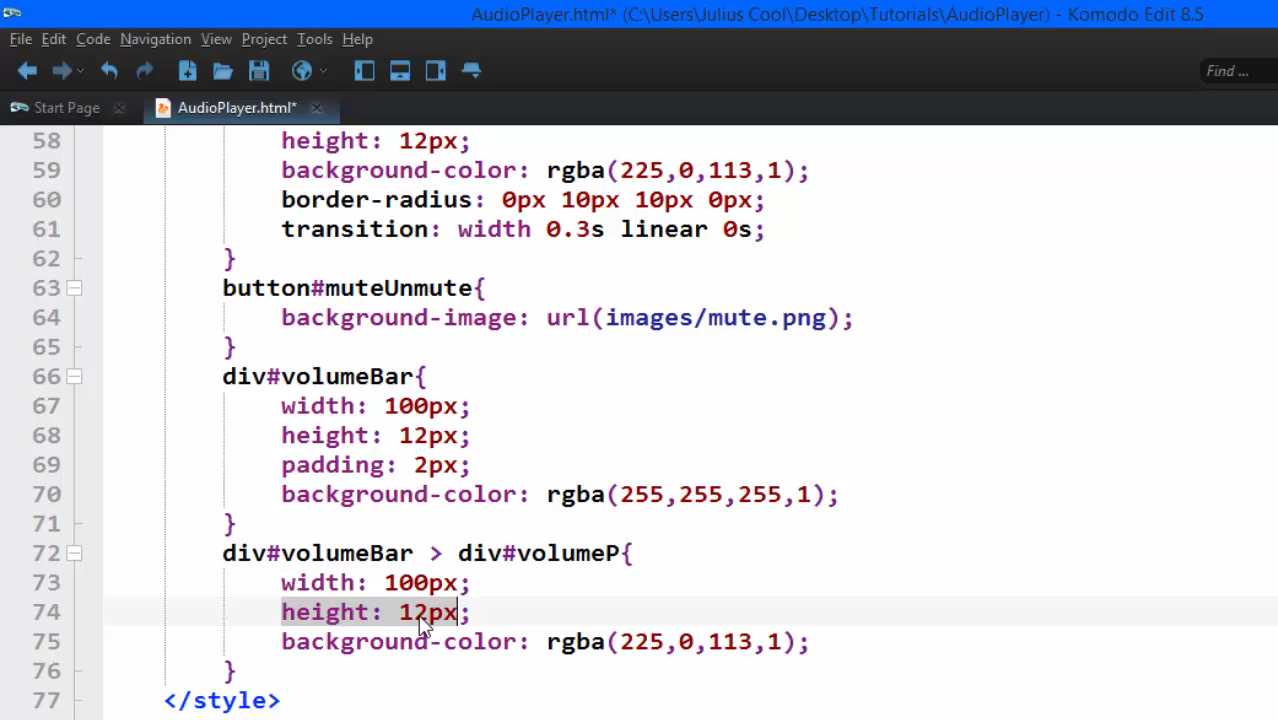 AudioPlayer.html* (C:\Users\Julius Cool\Desktop\Tutorials\AudioPlayer) - Komodo Edit 8.5
File Edit Code Navigation View Project Tools Help
Find ...
Start Page AudioPlayer.html*
58 height: 12px;
59 background-color: rgba(225,0,113,1);
60 border-radius: 0px 10px 10px 0px;
61 transition: width 0.3s linear 0s;
62 }
63 button#muteUnmute{
64 background-image: url(images/mute.png);
65 }
66 div#volumeBar{
67 width: 100px;
68 height: 12px;
69 padding: 2px;
70 background-color: rgba(255,255,255,1);
71 }
72 div#volumeBar > div#volumeP{
73 width: 100px;
74 height: 12px;
75 background-color: rgba(225,0,113,1);
76 }
77 </style>